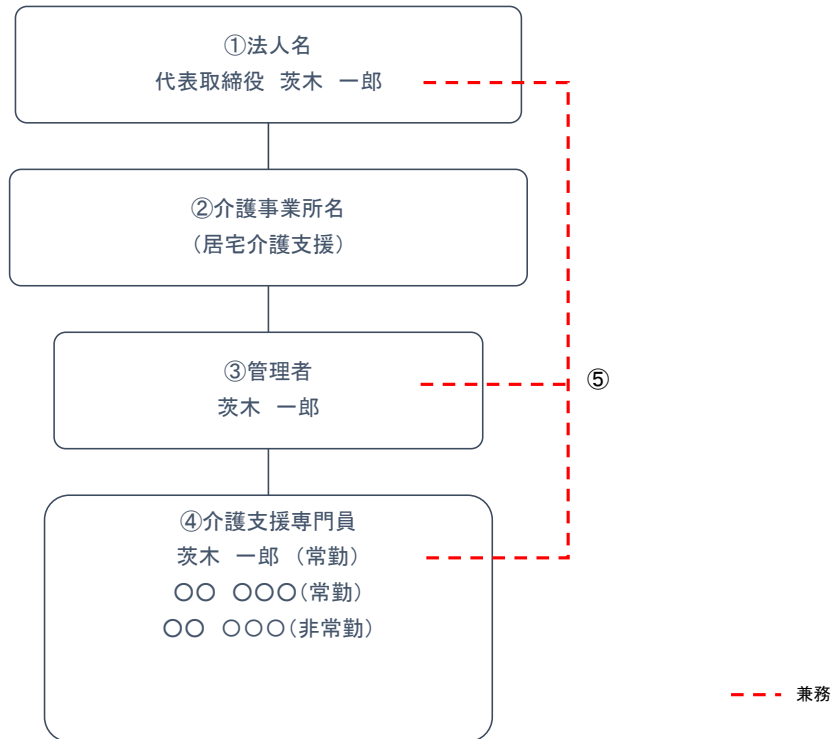 ①法人名
代表取締役 茨木 一郎
②介護事業所名
(居宅介護支援)
③管理者
茨木 一郎
⑤
④介護支援専門員
茨木 一郎 (常勤)
〇〇 〇〇〇(常勤)
〇〇 〇〇〇(非常勤)
兼務